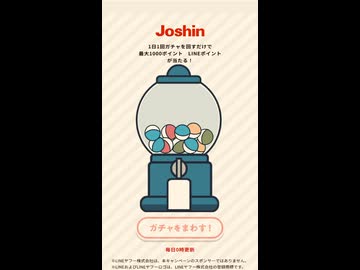 Joshin
1日1回ガチャを回すだけで
最大1000ポイント LINEポイント
が当たる！
ガチャをまわす！
毎日0時更新
※LINEヤフー株式会社は、本キャンペーンのスポンサーではありません。
※LINEおよびLINEヤフーロゴは、LINEヤフー株式会社の登録商標です。